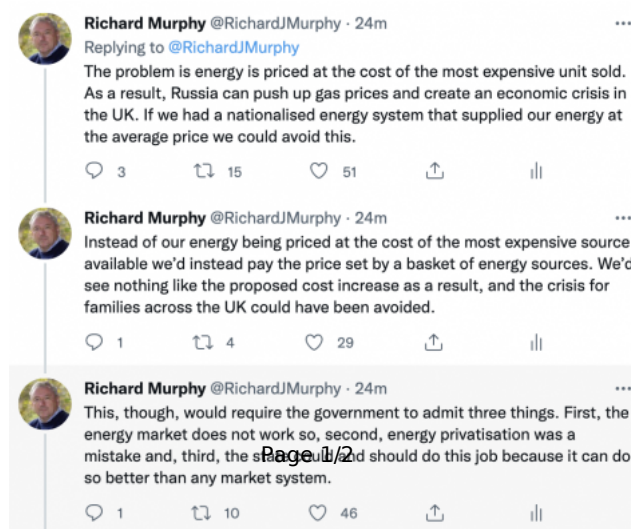 Richard Murphy @RichardJMurphy · 24m
Replying to @RichardJMurphy
The problem is energy is priced at the cost of the most expensive unit sold.
As a result, Russia can push up gas prices and create an economic crisis in
the UK. If we had a nationalised energy system that supplied our energy at
the average price we could avoid this.
3 15 51
Richard Murphy @RichardJMurphy · 24m
Instead of our energy being priced at the cost of the most expensive source
available we'd instead pay the price set by a basket of energy sources. We'd
see nothing like the proposed cost increase as a result, and the crisis for
families across the UK could have been avoided.
1 4 29
Richard Murphy @RichardJMurphy · 24m
This, though, would require the government to admit three things. First, the
energy market does not work so, second, energy privatisation was a
mistake and, third, the state could and should do this job because it can do
Page 1/2
so better than any market system.
1 10 46